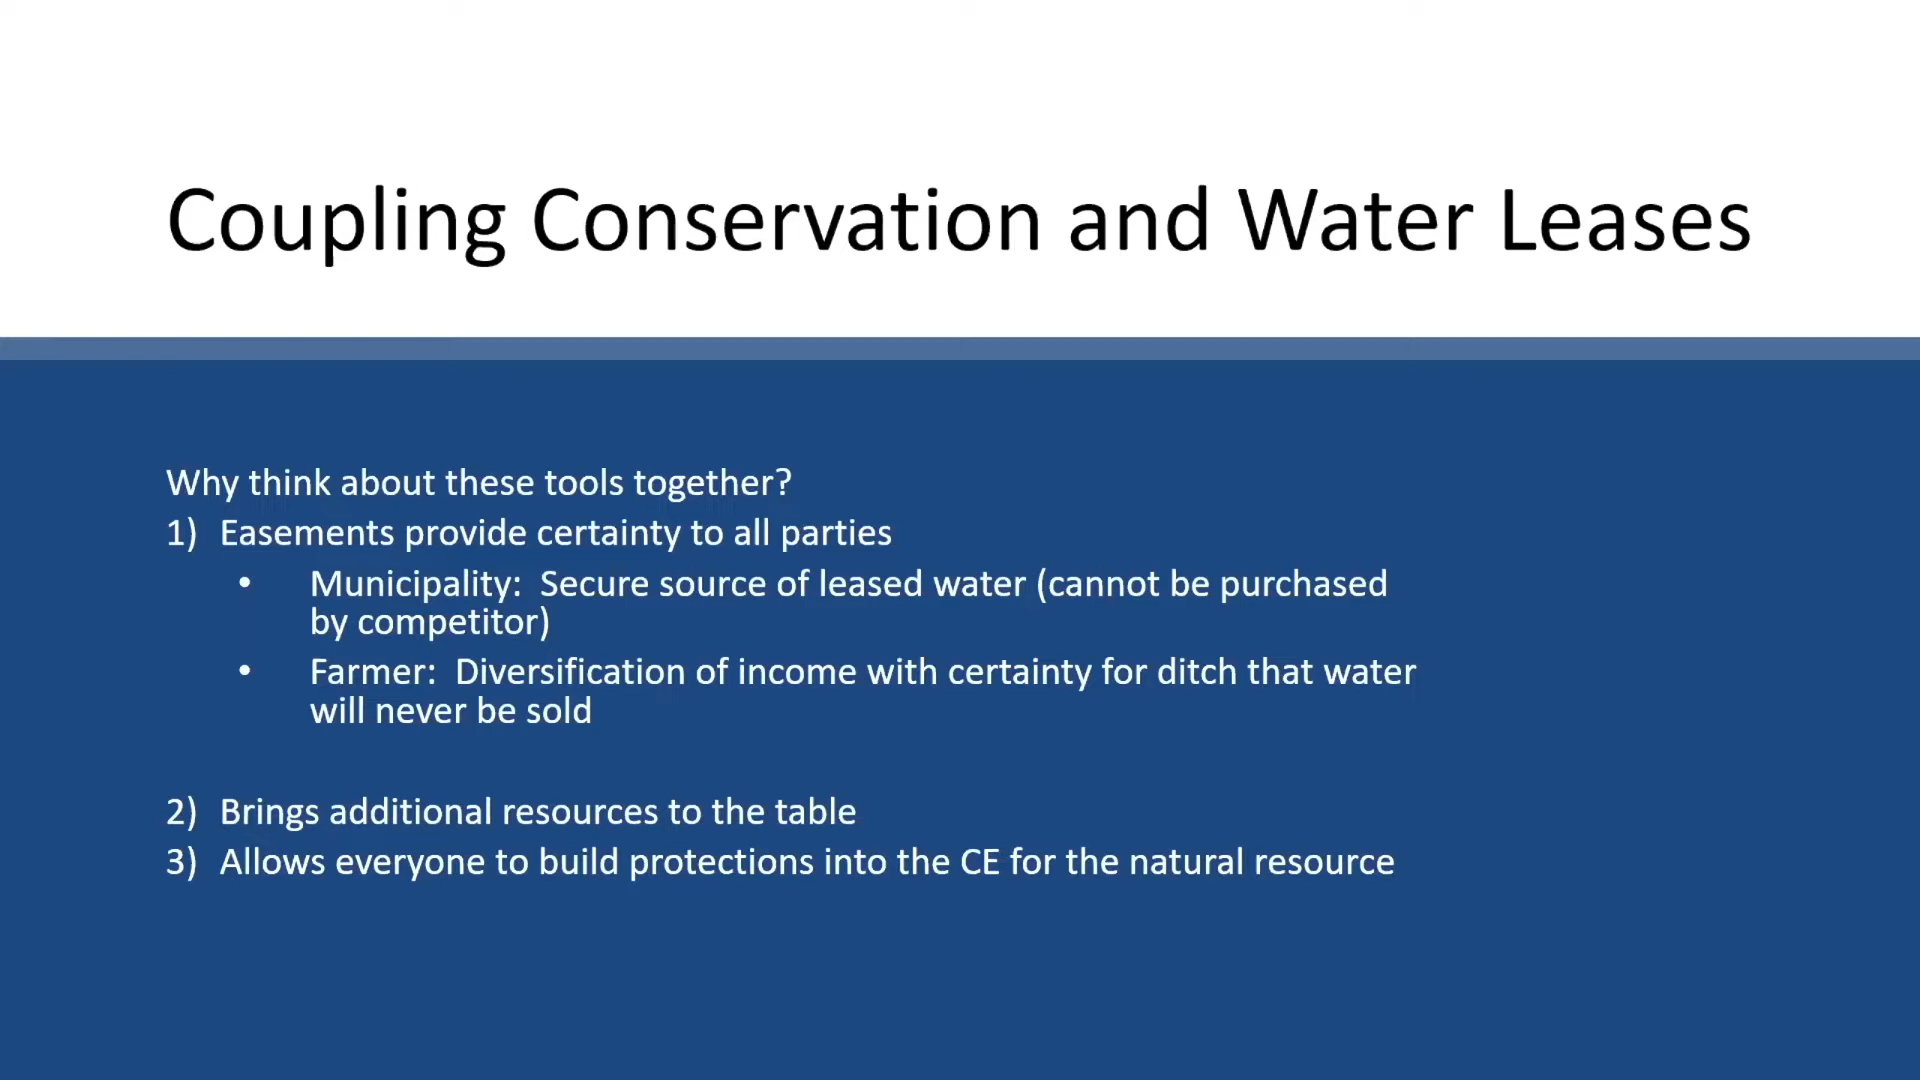 Coupling Conservation and Water Leases
Why think about these tools together?
1) Easements provide certainty to all parties
• Municipality: Secure source of leased water (cannot be purchased
by competitor)
• Farmer: Diversification of income with certainty for ditch that water
will never be sold
2) Brings additional resources to the table
3) Allows everyone to build protections into the CE for the natural resource